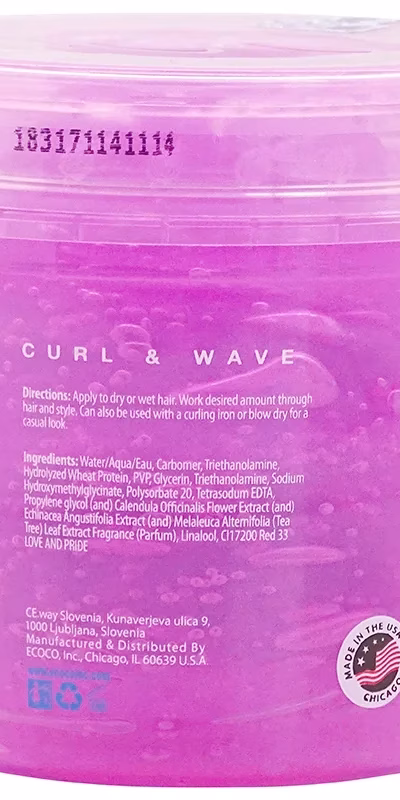 183171141114
CURL & WAVE
Directions: Apply to dry or wet hair. Work desired amount through
hair and style. Can also be used with a curling iron or blow dry for a
casual look.
Ingredients: Water/Aqua/Eau, Carbomer, Triethanolamine,
Hydrolyzed Wheat Protein, PVP, Glycerin, Triethanolamine, Sodium
Hydroxymethylglycinate, Polysorbate 20, Tetrasodium EDTA,
Propylene glycol (and) Calendula Officinalis Flower Extract (and)
Echinacea Angustifolia Extract (and) Melaleuca Alternifolia (Tea
Tree) Leaf Extract Fragrance (Parfum), Linalool, CI17200 Red 33
LOVE AND PRIDE
CE.way Slovenia, Kunaverjeva ulica 9,
1000 Ljubljana, Slovenia
Manufactured & Distributed By
ECOCO, Inc., Chicago, IL 60639 U.S.A
MADE IN THE USA
CHICAGO